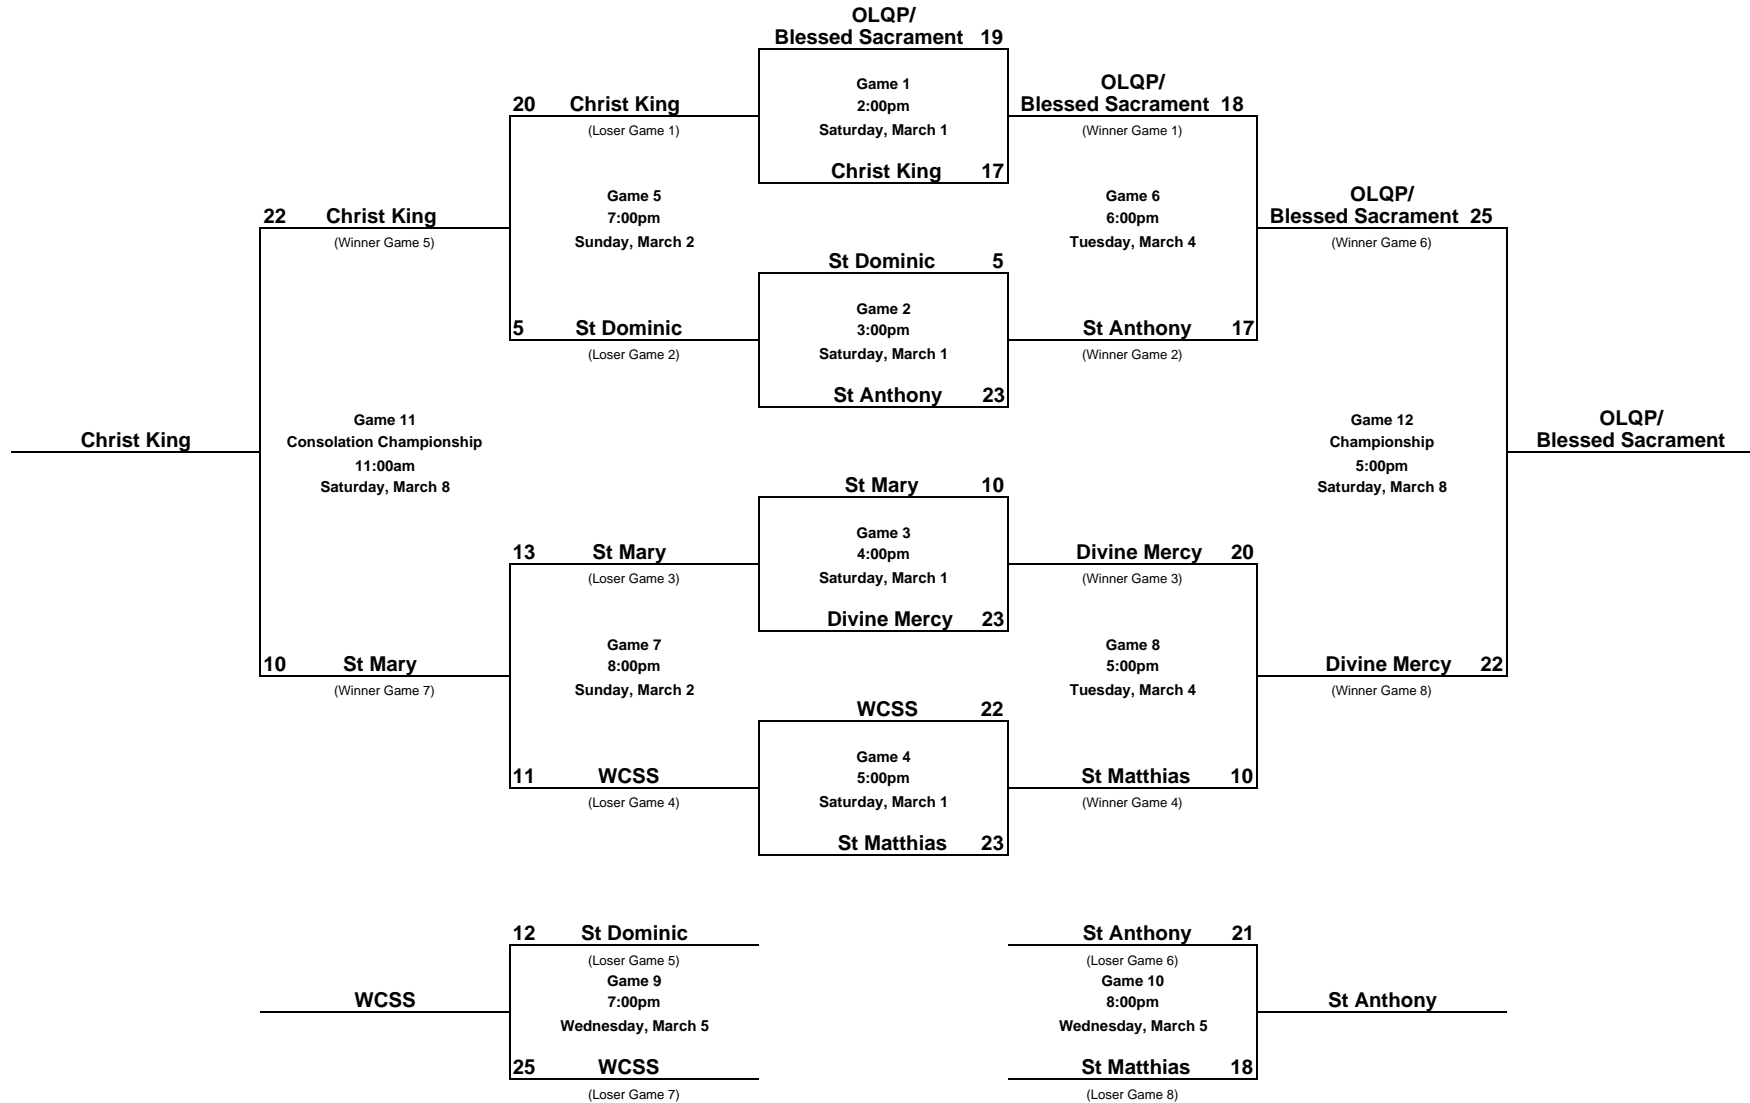 OLQP/
Blessed Sacrament 19
Game 1
2:00pm
Saturday, March 1
Christ King 17
20 Christ King
(Loser Game 1)
OLQP/
Blessed Sacrament 18
(Winner Game 1)
Game 5
7:00pm
Sunday, March 2
Game 6
6:00pm
Tuesday, March 4
22 Christ King
(Winner Game 5)
OLQP/
Blessed Sacrament 25
(Winner Game 6)
St Dominic 5
Game 2
3:00pm
Saturday, March 1
St Anthony 23
5 St Dominic
(Loser Game 2)
St Anthony 17
(Winner Game 2)
Christ King
Game 11
Consolation Championship
11:00am
Saturday, March 8
Game 12
Championship
5:00pm
Saturday, March 8
OLQP/
Blessed Sacrament
St Mary 10
Game 3
4:00pm
Saturday, March 1
Divine Mercy 23
13 St Mary
(Loser Game 3)
Divine Mercy 20
(Winner Game 3)
Game 7
8:00pm
Sunday, March 2
Game 8
5:00pm
Tuesday, March 4
10 St Mary
(Winner Game 7)
Divine Mercy 22
(Winner Game 8)
WCSS 22
Game 4
5:00pm
Saturday, March 1
St Matthias 23
11 WCSS
(Loser Game 4)
St Matthias 10
(Winner Game 4)
12 St Dominic
(Loser Game 5)
Game 9
7:00pm
Wednesday, March 5
25 WCSS
(Loser Game 7)
WCSS
St Anthony 21
(Loser Game 6)
Game 10
8:00pm
Wednesday, March 5
St Matthias 18
(Loser Game 8)
St Anthony